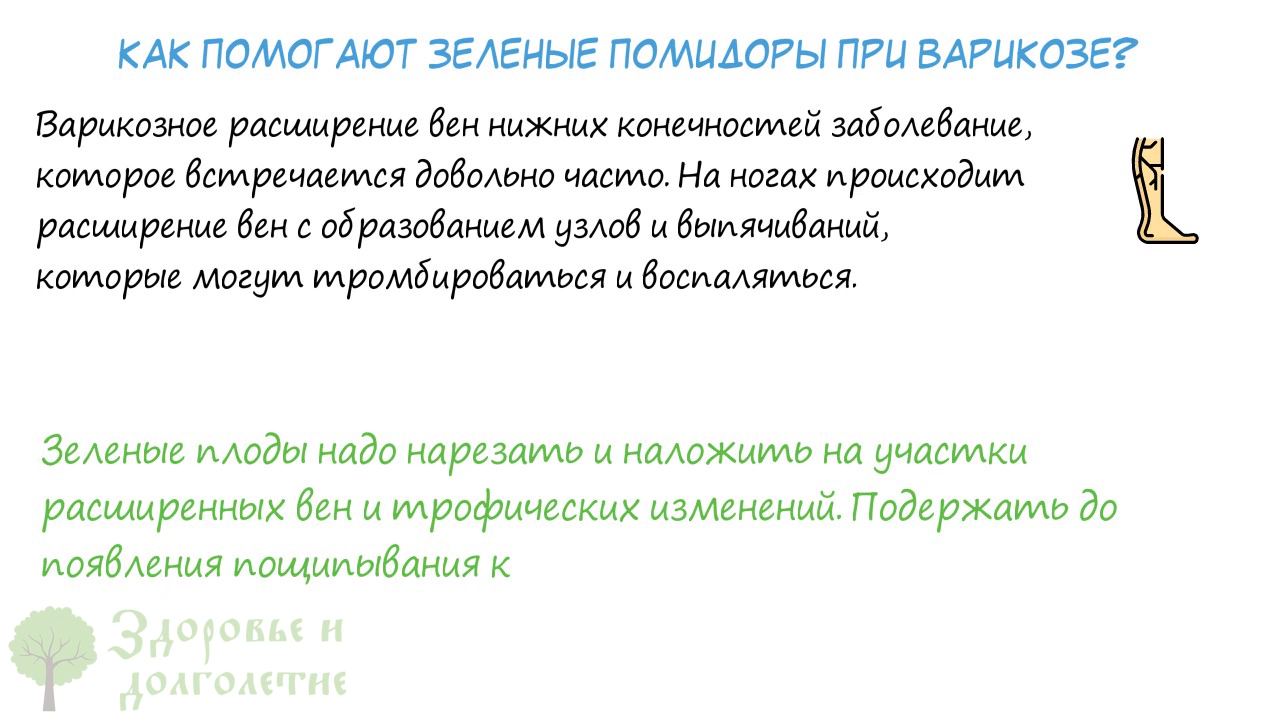 КАК ПОМОГАЮТ ЗЕЛЕНЫЕ ПОМИДОРЫ ПРИ ВАРИКОЗЕ?
Варикозное расширение вен нижних конечностей заболевание,
которое встречается довольно часто. На ногах происходит
расширение вен с образованием узлов и выпячиваний,
которые могут тромбироваться и воспаляться.
Зеленые плоды надо нарезать и наложить на участки
расширенных вен и трофических изменений. Подержать до
появления пощипывания к
Здоровье и
долголетие